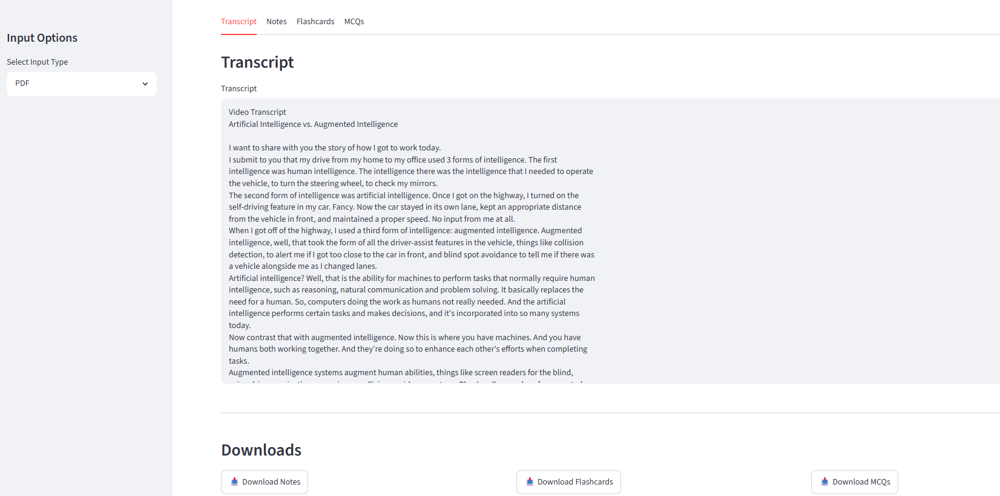 Input Options
Select Input Type
PDF
Transcript Notes Flashcards MCQs
Transcript
Transcript
Video Transcript
Artificial Intelligence vs. Augmented Intelligence
I want to share with you the story of how I got to work today.
I submit to you that my drive from my home to my office used 3 forms of intelligence. The first
intelligence was human intelligence. The intelligence there was the intelligence that I needed to operate
the vehicle, to turn the steering wheel, to check my mirrors.
The second form of intelligence was artificial intelligence. Once I got on the highway, I turned on the
self-driving feature in my car. Fancy. Now the car stayed in its own lane, kept an appropriate distance
from the vehicle in front, and maintained a proper speed. No input from me at all.
When I got off of the highway, I used a third form of intelligence: augmented intelligence. Augmented
intelligence, well, that took the form of all the driver-assist features in the vehicle, things like collision
detection, to alert me if I got too close to the car in front, and blind spot avoidance to tell me if there was
a vehicle alongside me as I changed lanes.
Artificial intelligence? Well, that is the ability for machines to perform tasks that normally require human
intelligence, such as reasoning, natural communication and problem solving. It basically replaces the
need for a human. So, computers doing the work as humans not really needed. And the artificial
intelligence performs certain tasks and makes decisions, and it's incorporated into so many systems
today.
Now contrast that with augmented intelligence. Now this is where you have machines. And you have
humans both working together. And they're doing so to enhance each other's efforts when completing
tasks.
Augmented intelligence systems augment human abilities, things like screen readers for the blind,
Downloads
Download Notes
Download Flashcards
Download MCQs